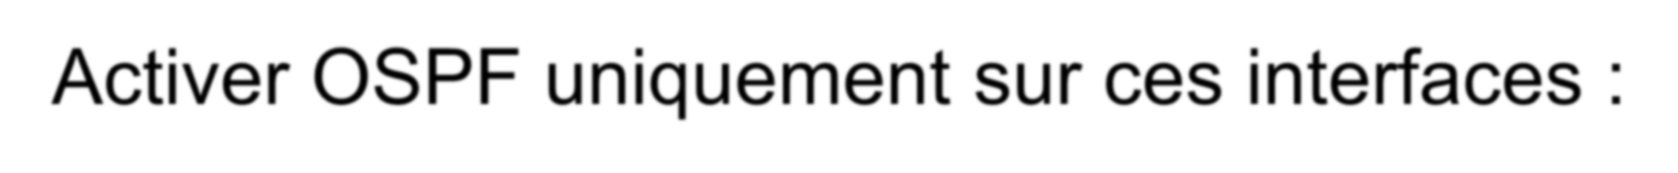 Activer OSPF uniquement sur ces interfaces :